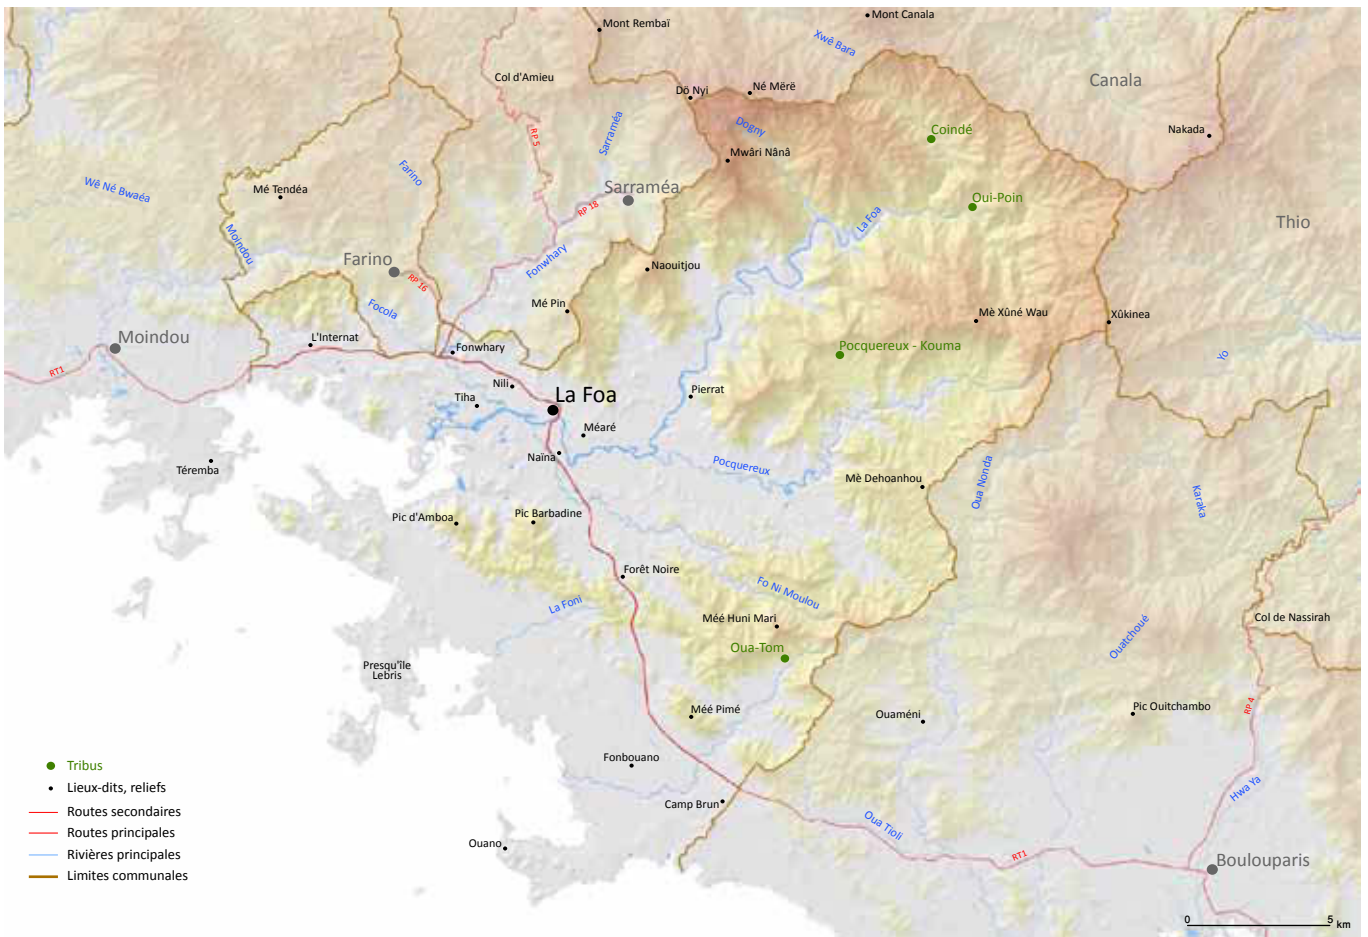 Mont Canala
Mont Rembaï
Xwê Bara
Col d'Amieu
Canala
Dô Nyi
Né Mërë
Dogny
Coindé
Nakada
RP 5
Sarraméa
Mwâri Nânâ
Farino
Wê Né Bwaéa
Mé Tendéa
Sarraméa
RP 18
Oui-Poin
La Foa
Thio
Moindou
Farino
RP 16
Fonwhary
Naouitjou
Focola
Mé Pin
Mè Xûné Wau
Xûkinea
Moindou
L'Internat
Fonwhary
Pocquereux - Kouma
Yo
RT1
Nili
La Foa
Pierrat
Tiha
Méaré
Naïna
Téremba
Pocquereux
Oua Nonda
Mè Dehoanhou
Karaka
Pic d'Amboa
Pic Barbadine
Forêt Noire
La Foni
Fo Ni Moulou
Méé Huni Mari
Col de Nassirah
Ouatchoué
Oua-Tom
Presqu'île
Lebris
Méé Pimé
Ouaméni
Pic Ouitchambo
RP 4
Fonbouano
Hwa Ya
Camp Brun
Oua Tioli
Ouano
RT1
Boulouparis
Tribus
Lieux-dits, reliefs
Routes secondaires
Routes principales
Rivières principales
Limites communales
0 5 km